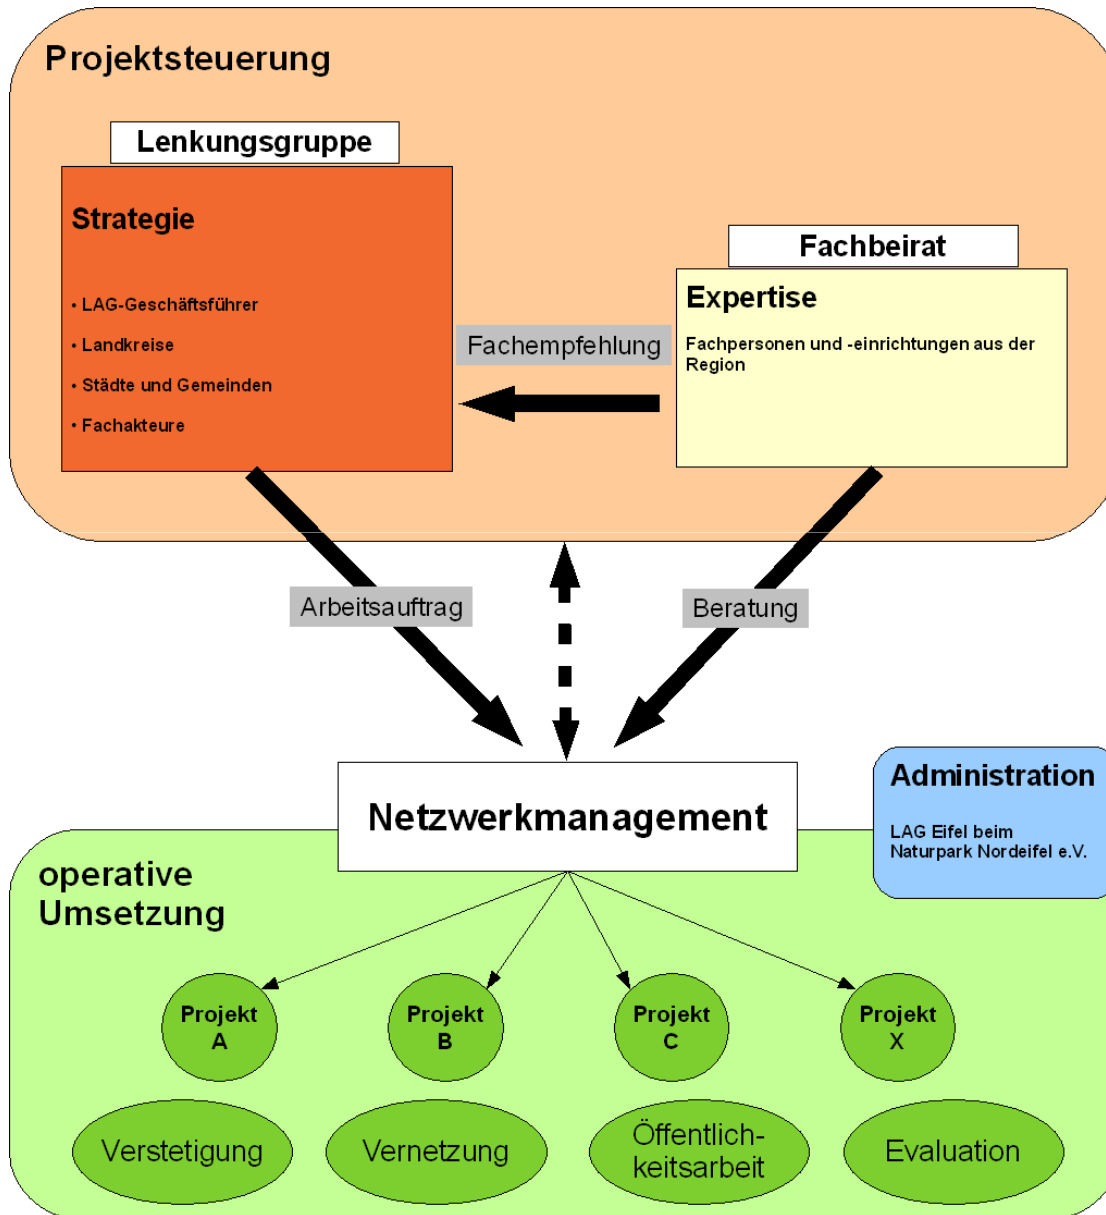 Projektsteuerung
Lenkungsgruppe
Strategie
• LAG-Geschäftsführer
• Landkreise
• Städte und Gemeinden
• Fachakteure
Fachbeirat
Expertise
Fachpersonen und -einrichtungen aus der
Region
Fachempfehlung
Arbeitsauftrag
Beratung
Netzwerkmanagement
Administration
LAG Eifel beim
Naturpark Nordeifel e.V.
operative
Umsetzung
Projekt
A
Projekt
B
Projekt
C
Projekt
X
Verstetigung
Vernetzung
Öffentlich-
keitsarbeit
Evaluation